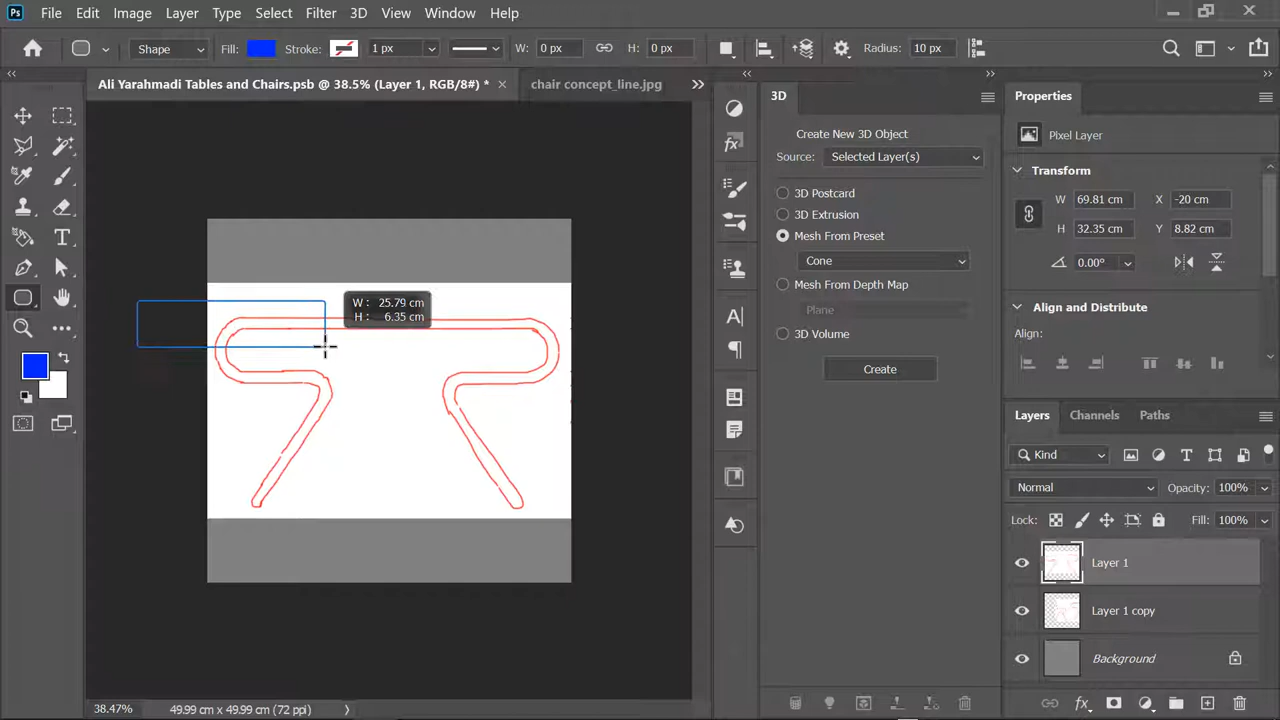 Ps File Edit Image Layer Type Select Filter 3D View Window Help
Shape Fill: Stroke: 1 px W: 0 px H: 0 px Radius: 10 px
Ali Yarahmadi Tables and Chairs.psb @ 38.5% (Layer 1, RGB/8#) * chair concept_line.jpg
W : 25.79 cm
H : 6.35 cm
38.47% 49.99 cm x 49.99 cm (72 ppi)
3D
Create New 3D Object
Source: Selected Layer(s)
3D Postcard
3D Extrusion
Mesh From Preset
Cone
Mesh From Depth Map
Plane
3D Volume
Create
Properties
Pixel Layer
Transform
W 69.81 cm X -20 cm
H 32.35 cm Y 8.82 cm
0.00°
Align and Distribute
Align:
Layers Channels Paths
Kind
Normal Opacity: 100%
Lock: Fill: 100%
Layer 1
Layer 1 copy
Background